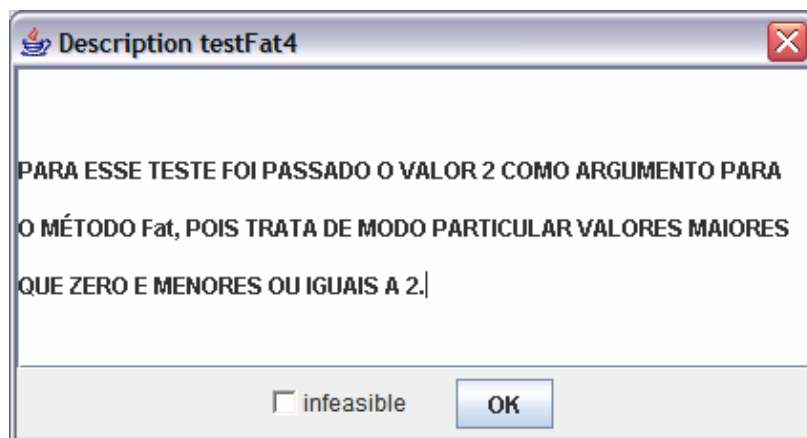 Description testFat4
PARA ESSE TESTE FOI PASSADO O VALOR 2 COMO ARGUMENTO PARA
O MÉTODO Fat, POIS TRATA DE MODO PARTICULAR VALORES MAIORES
QUE ZERO E MENORES OU IGUAIS A 2.
infeasible OK